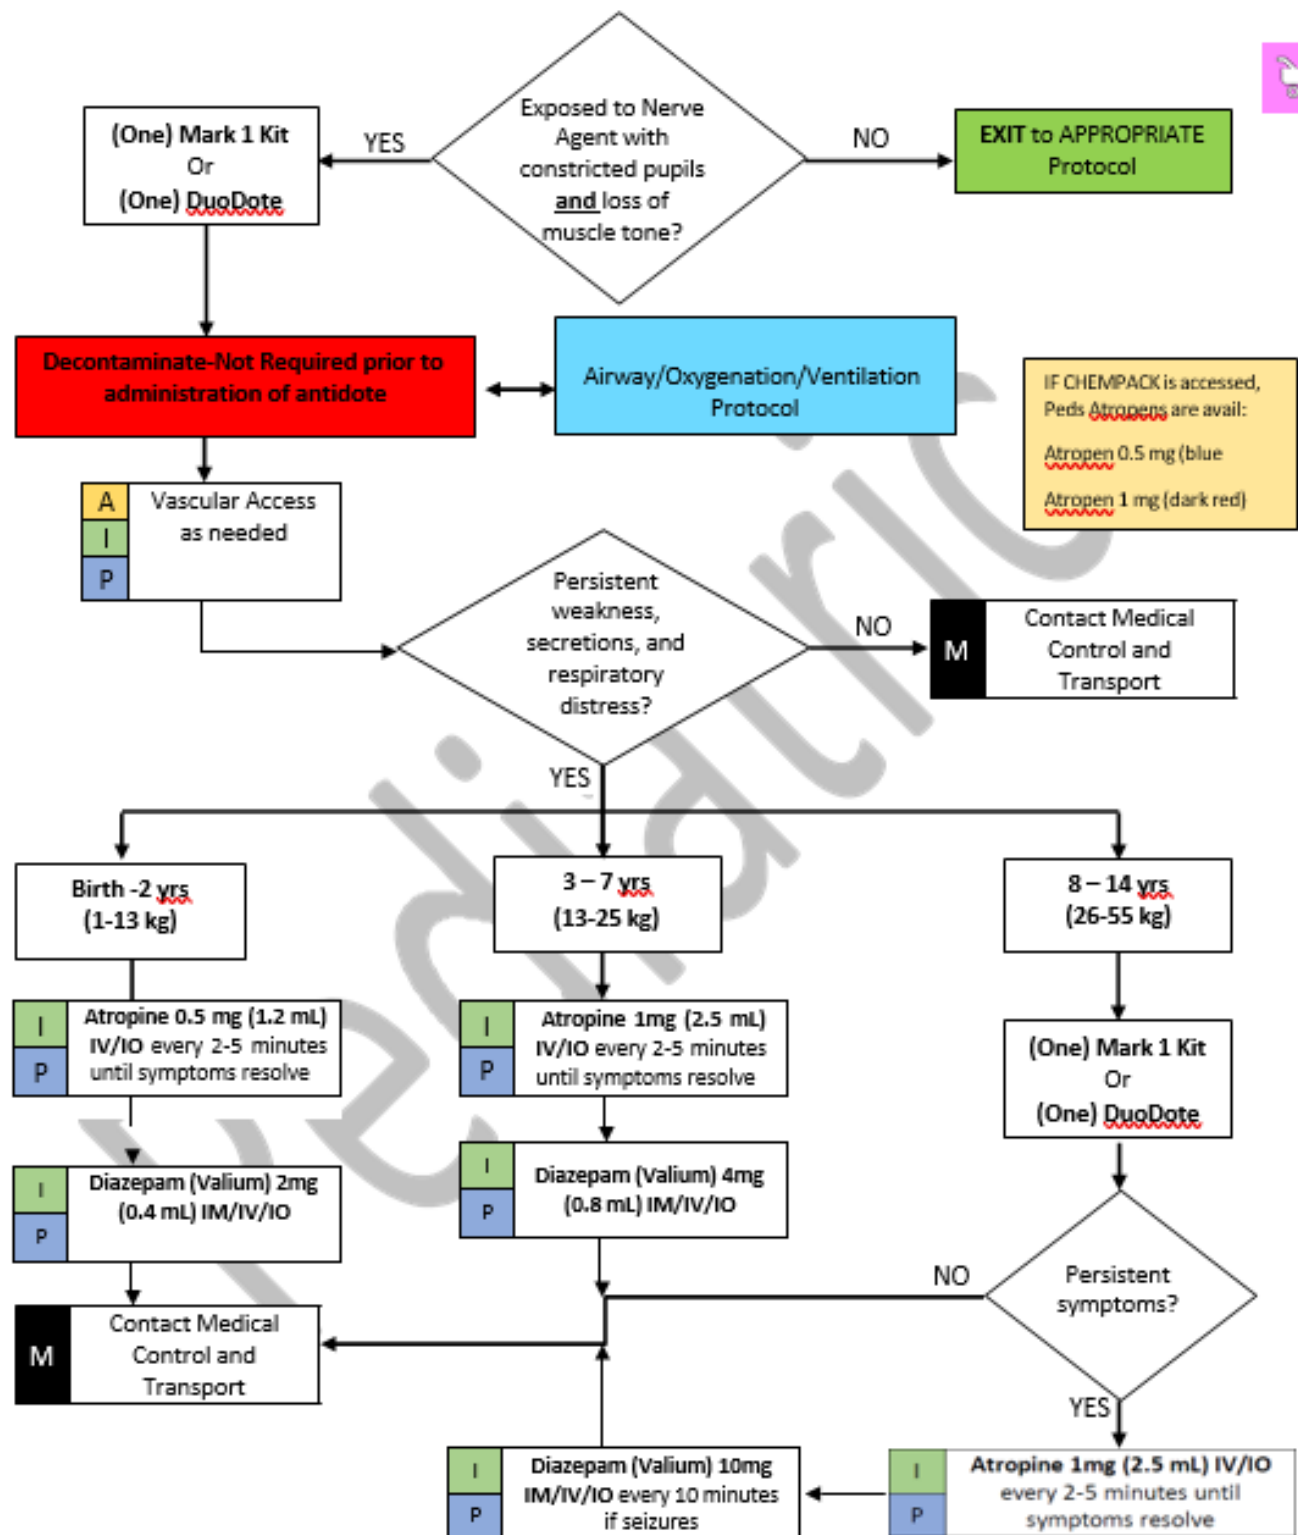 Exposed to Nerve
Agent with
constricted pupils
and loss of
muscle tone?
YES
NO
(One) Mark 1 Kit
Or
(One) DuoDote
EXIT to APPROPRIATE
Protocol
Decontaminate-Not Required prior to
administration of antidote
Airway/Oxygenation/Ventilation
Protocol
IF CHEMPACK is accessed,
Peds Atropens are avail:
Atropen 0.5 mg (blue
Atropen 1 mg (dark red)
A
I
P
Vascular Access
as needed
Persistent
weakness,
secretions, and
respiratory
distress?
NO
M
Contact Medical
Control and
Transport
YES
Birth -2 yrs
(1-13 kg)
3 – 7 yrs
(13-25 kg)
8 – 14 yrs
(26-55 kg)
I
P
Atropine 0.5 mg (1.2 mL)
IV/IO every 2-5 minutes
until symptoms resolve
I
P
Atropine 1mg (2.5 mL)
IV/IO every 2-5 minutes
until symptoms resolve
(One) Mark 1 Kit
Or
(One) DuoDote
I
P
Diazepam (Valium) 2mg
(0.4 mL) IM/IV/IO
I
P
Diazepam (Valium) 4mg
(0.8 mL) IM/IV/IO
NO
Persistent
symptoms?
M
Contact Medical
Control and
Transport
YES
I
P
Diazepam (Valium) 10mg
IM/IV/IO every 10 minutes
if seizures
I
P
Atropine 1mg (2.5 mL) IV/IO
every 2-5 minutes until
symptoms resolve
Pediatric